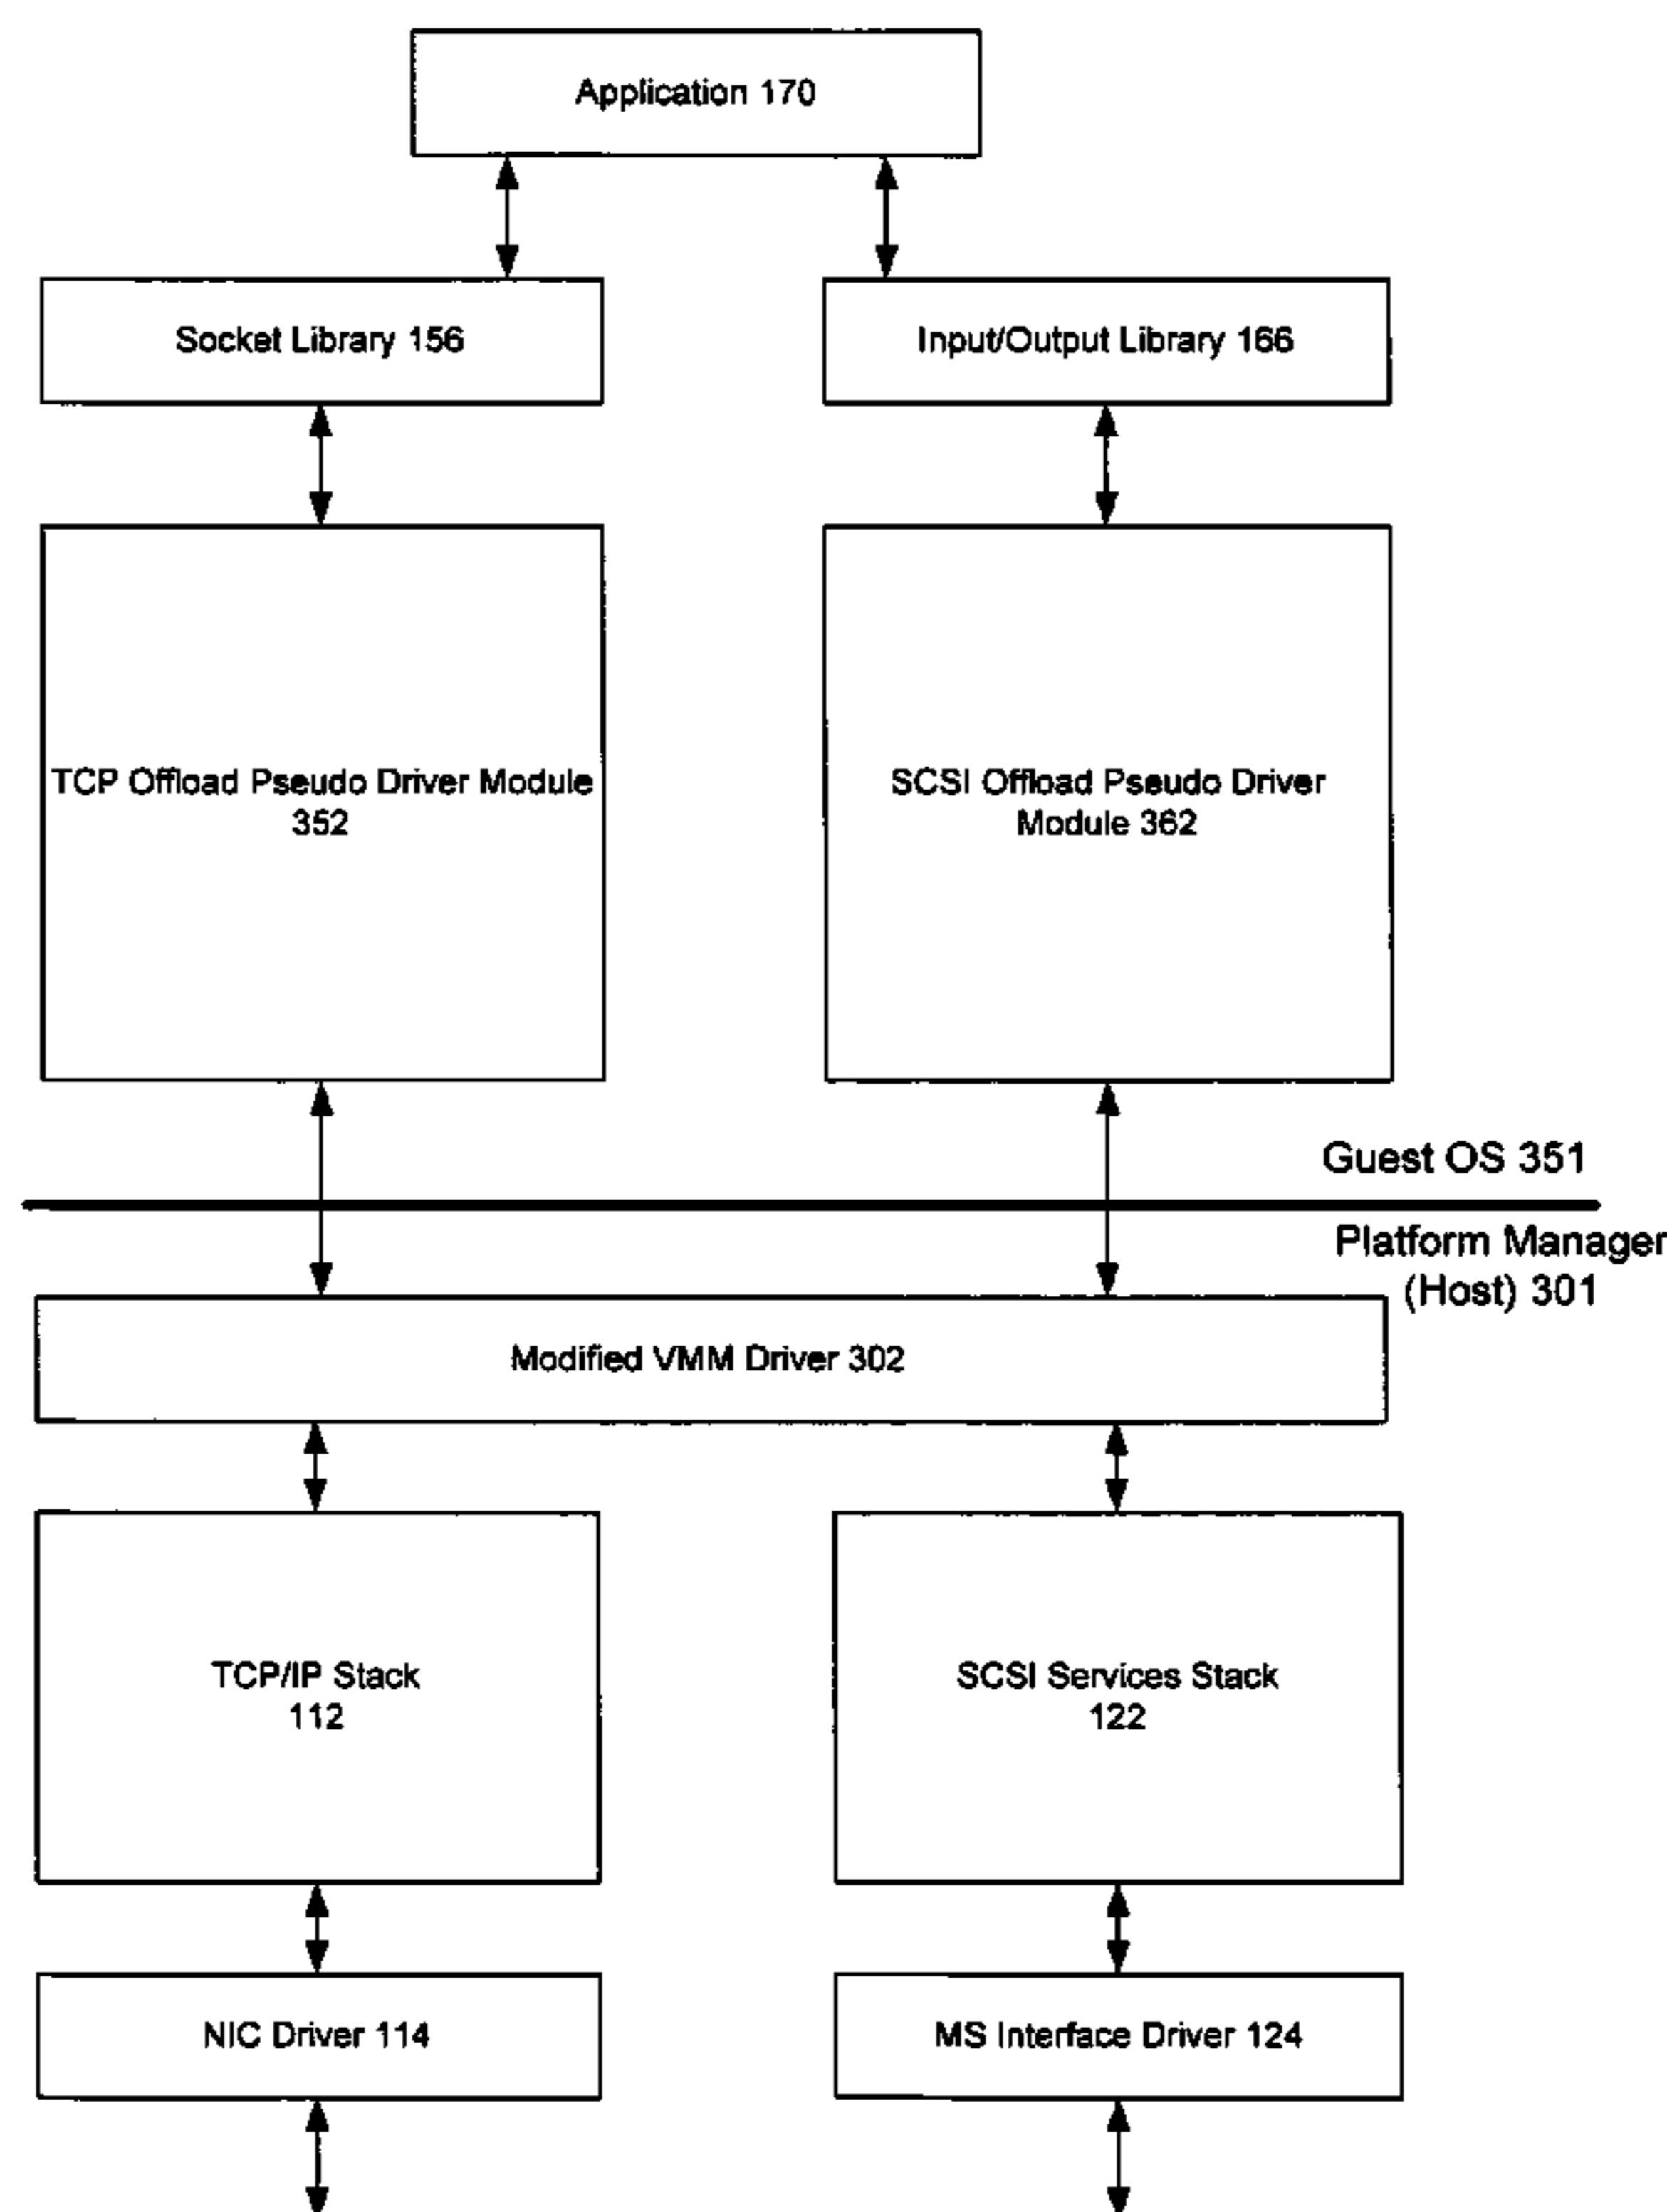 Application 170
Socket Library 156
Input/Output Library 166
TCP Offload Pseudo Driver Module
352
SCSI Offload Pseudo Driver
Module 362
Guest OS 351
Platform Manager
(Host) 301
Modified VMM Driver 302
TCP/IP Stack
112
SCSI Services Stack
122
NIC Driver 114
MS Interface Driver 124